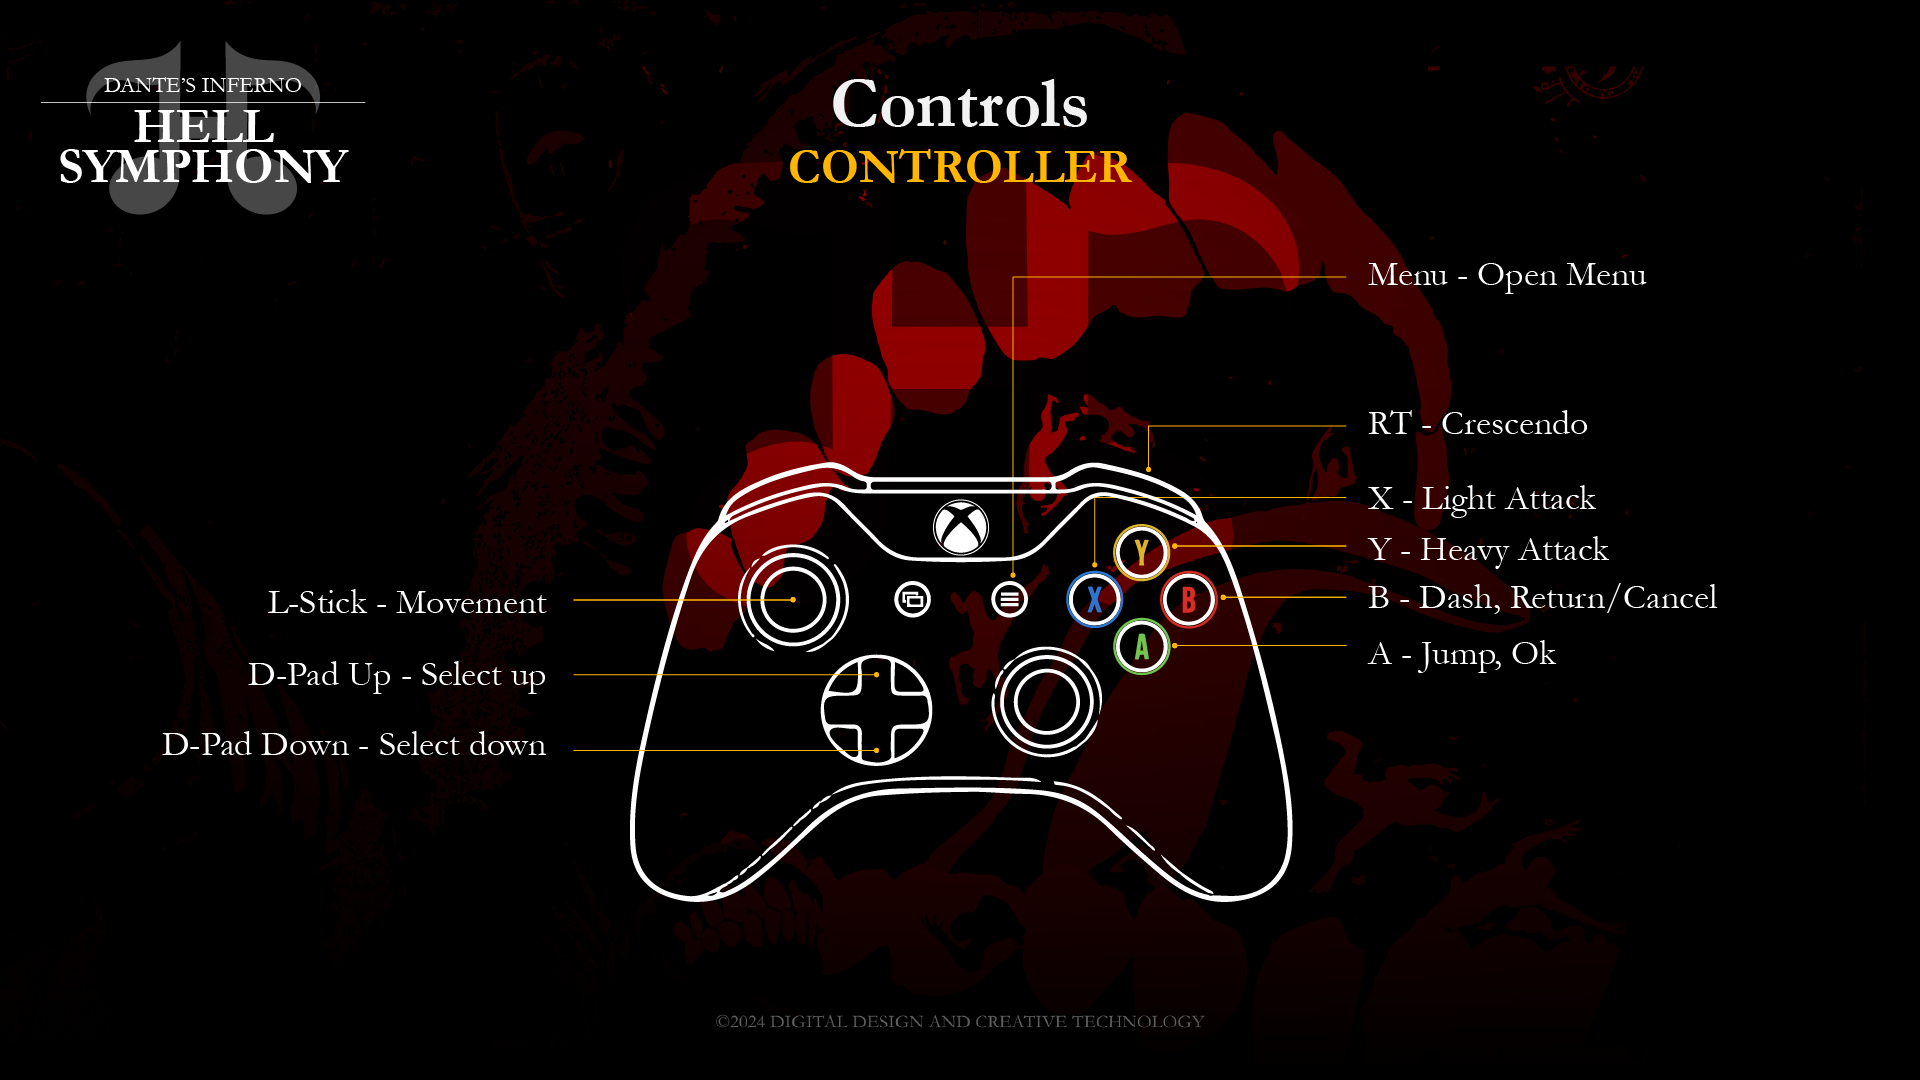 DANTE'S INFERNO
HELL
SYMPHONY
Controls
CONTROLLER
Menu - Open Menu
RT - Crescendo
X - Light Attack
Y - Heavy Attack
B - Dash, Return/Cancel
A - Jump, Ok
L-Stick - Movement
D-Pad Up - Select up
D-Pad Down - Select down
Y
X
B
A
©2024 DIGITAL DESIGN AND CREATIVE TECHNOLOGY